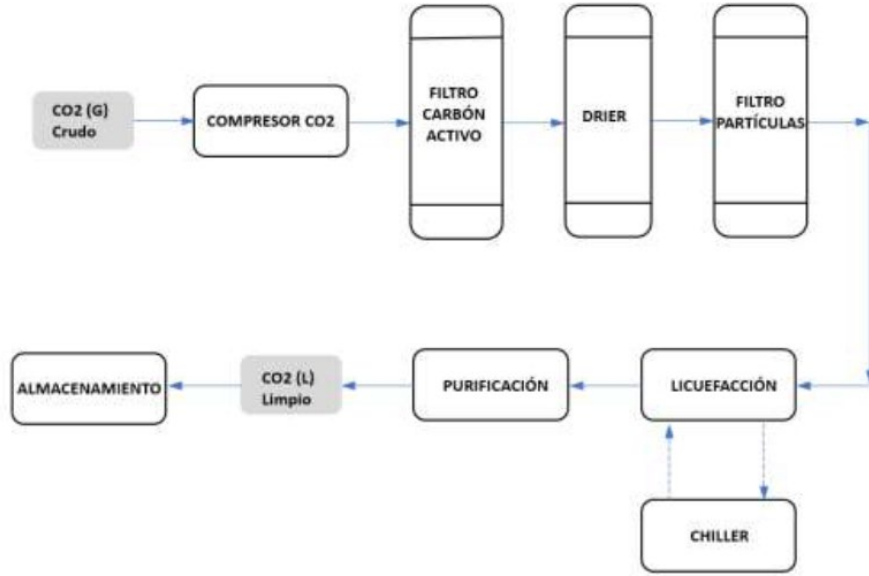 CO2 (G)
Crudo
COMPRESOR CO2
FILTRO
CARBÓN
ACTIVO
DRIER
FILTRO
PARTÍCULAS
ALMACENAMIENTO
CO2 (L)
Limpio
PURIFICACIÓN
LICUEFACCIÓN
CHILLER